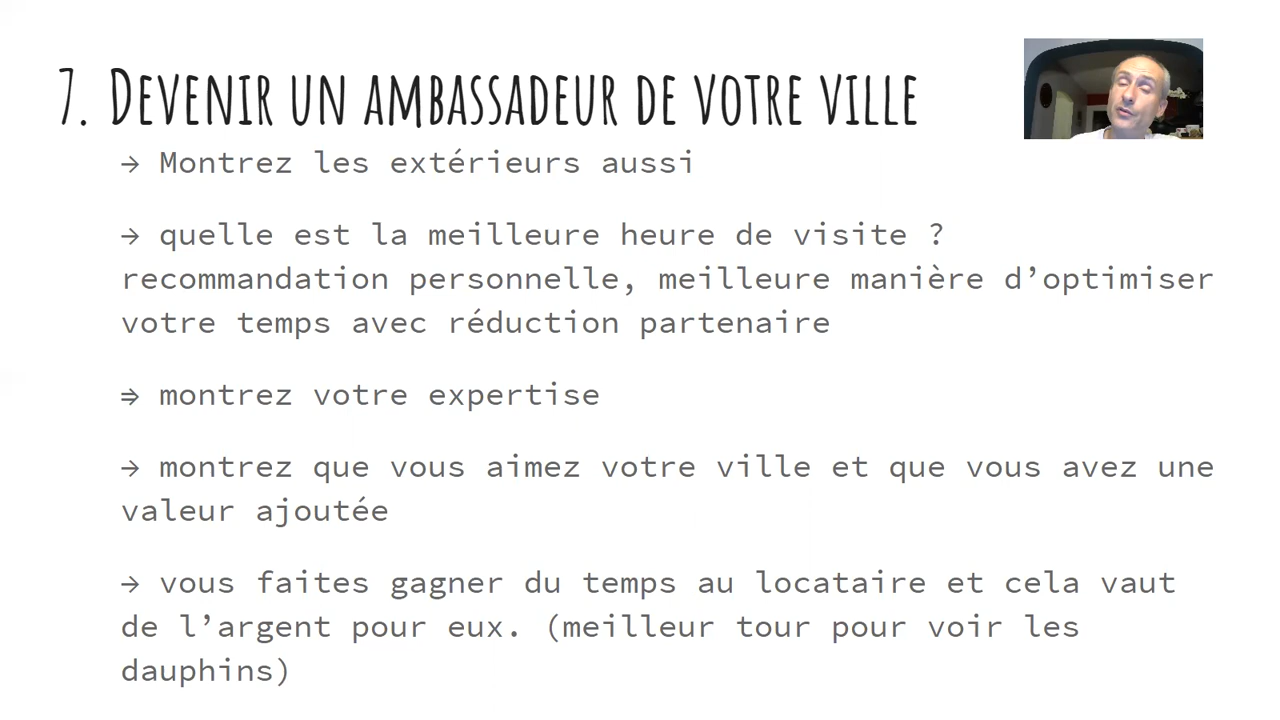 7. Devenir un ambassadeur de votre ville
→ Montrez les extérieurs aussi
→ quelle est la meilleure heure de visite ?
recommandation personnelle, meilleure manière d’optimiser
votre temps avec réduction partenaire
→ montrez votre expertise
→ montrez que vous aimez votre ville et que vous avez une
valeur ajoutée
→ vous faites gagner du temps au locataire et cela vaut
de l’argent pour eux. (meilleur tour pour voir les
dauphins)